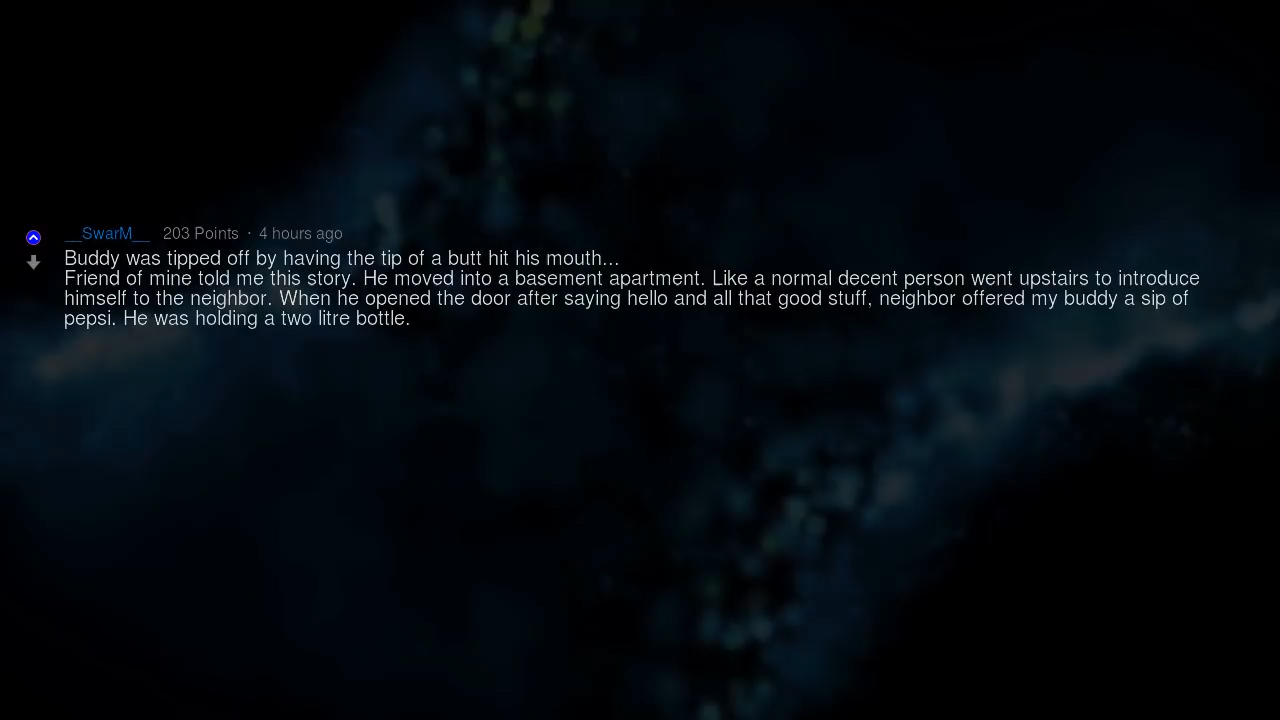 __SwarM__ 203 Points · 4 hours ago
Buddy was tipped off by having the tip of a butt hit his mouth...
Friend of mine told me this story. He moved into a basement apartment. Like a normal decent person went upstairs to introduce
himself to the neighbor. When he opened the door after saying hello and all that good stuff, neighbor offered my buddy a sip of
pepsi. He was holding a two litre bottle.